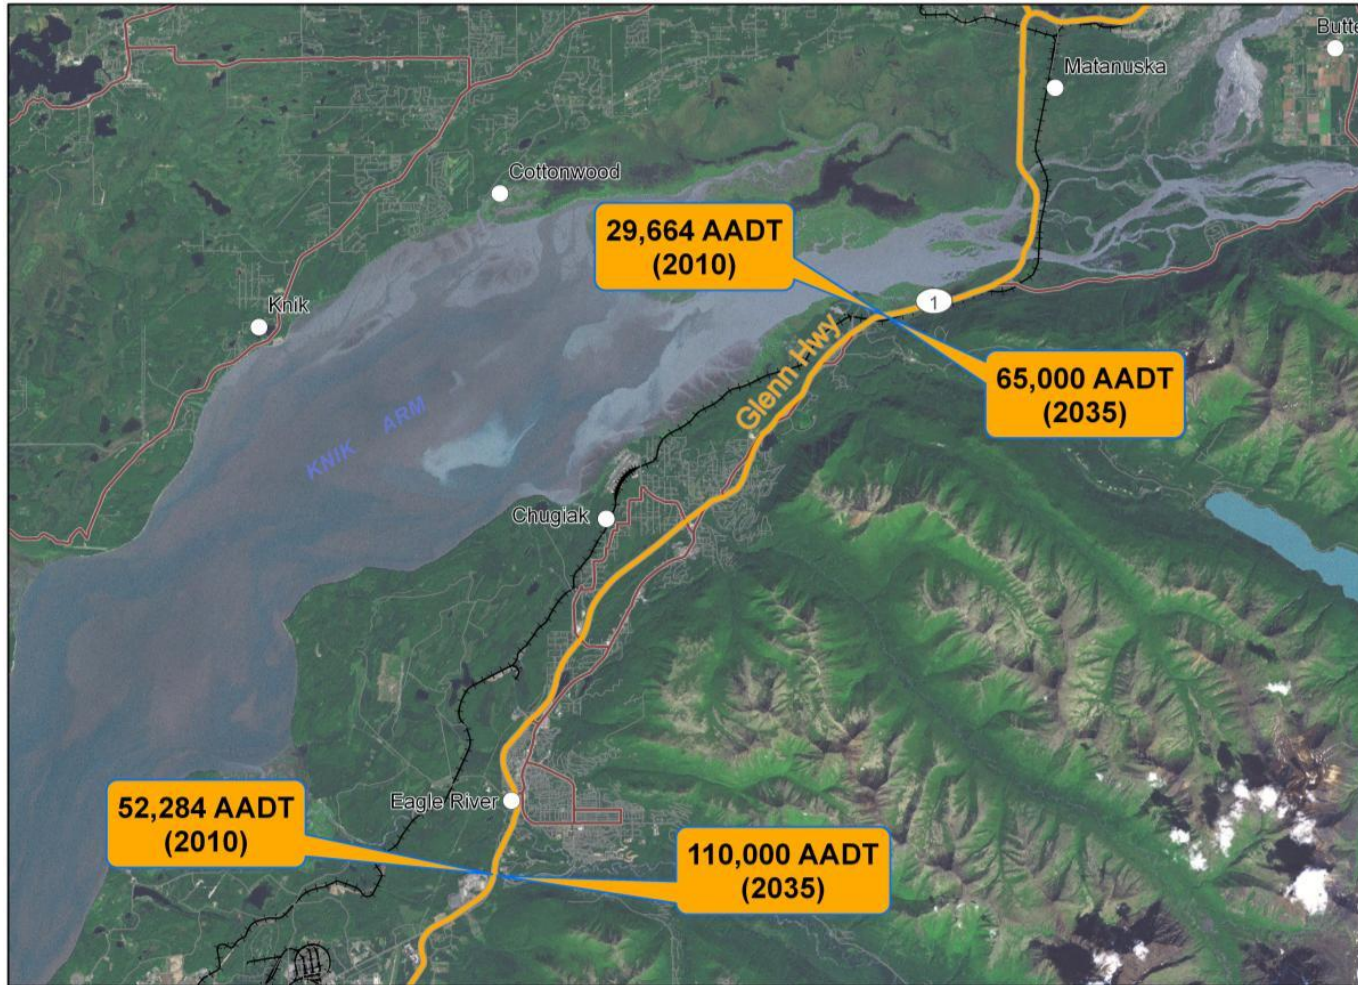 Butte
Matanuska
Cottonwood
29,664 AADT
(2010)
Knik
1
Glenn Hwy
65,000 AADT
(2035)
KNIK ARM
Chugiak
Eagle River
52,284 AADT
(2010)
110,000 AADT
(2035)